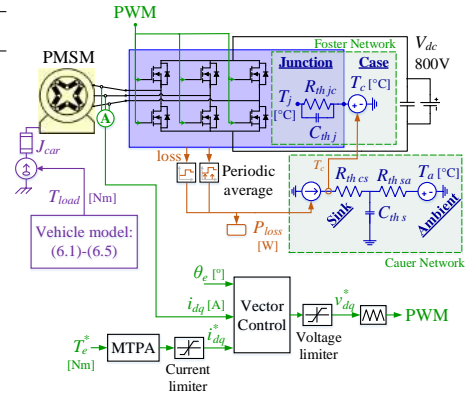 PWM
Foster Network
V_dc
800V
PMSM
Junction
Case
R_th jc
T_c [°C]
T_j
[°C]
C_th j
A
J_car
loss
Periodic
average
T_c
R_th cs
R_th sa
T_a [°C]
C_th s
Sink
Ambient
T_load [Nm]
P_loss
[W]
Vehicle model:
(6.1)-(6.5)
Cauer Network
θ_e [°]
i_dq [A]
Vector
Control
v*_dq
PWM
Voltage
limiter
T*_e
[Nm]
MTPA
i*_dq
Current
limiter